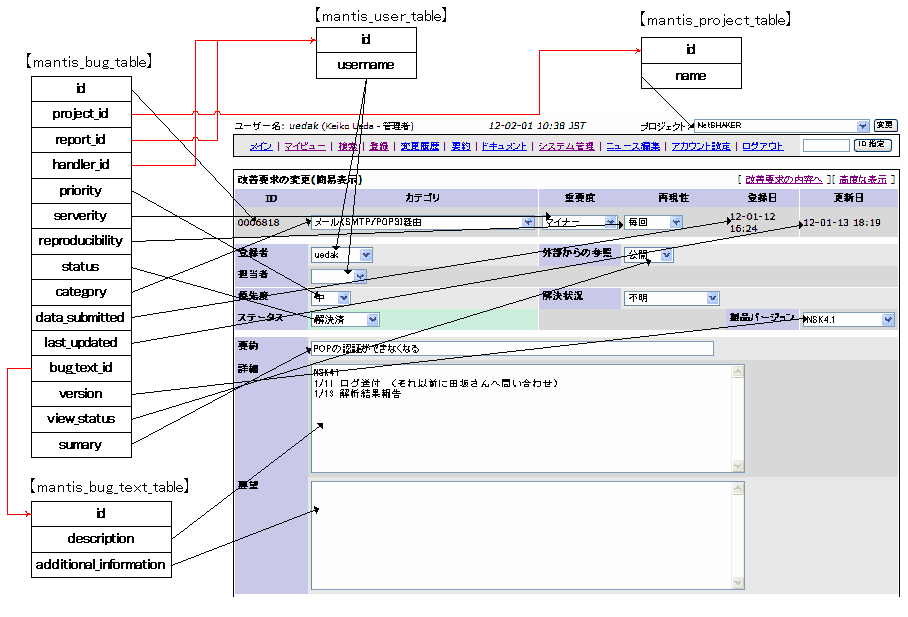 【mantis_user_table】
id
username
【mantis_project_table】
id
name
【mantis_bug_table】
id
project_id
report_id
handler_id
priority
serverity
reproducibility
status
category
data_submitted
last_updated
bug_text_id
version
view_status
sumary
【mantis_bug_text_table】
id
description
additional_information
ユーザー名: uedak (Keiko Ueda - 管理者) 12-02-01 10:38 JST プロジェクト NetSHAKER 変更
メイン | マイビュー | 検索 | 登録 | 変更履歴 | 要約 | ドキュメント | システム管理 | ニュース編集 | アカウント設定 | ログアウト ID 指定
改善要求の変更(簡易表示) [ 改善要求の内容へ ][ 高度な表示 ]
ID カテゴリ 重要度 再現性 登録日 更新日
0006818 メール(SMTP/POP3)経由 マイナー 毎回 12-01-12 16:24 12-01-13 18:19
登録者 uedak 外部からの参照 公開
担当者
優先度 中 解決状況 不明
ステータス 解決済 製品バージョン NSK4.1
要約 POPの認証ができなくなる
詳細 NSK41
1/11 ログ送付 （それ以前に田坂さんへ問い合わせ）
1/13 解析結果報告
要望